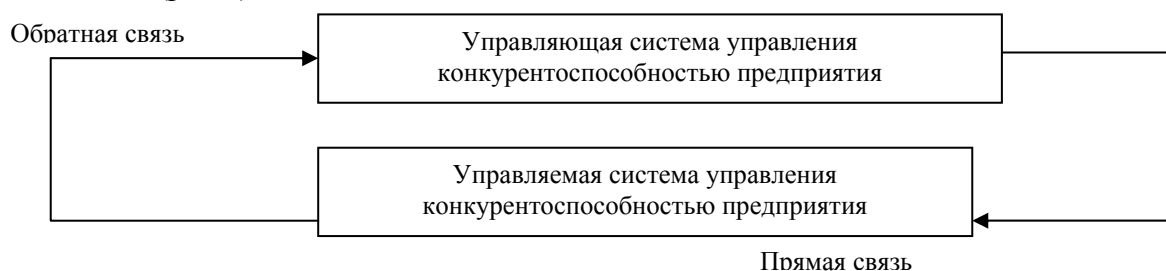 Обратная связь
Управляющая система управления
конкурентоспособностью предприятия
Управляемая система управления
конкурентоспособностью предприятия
Прямая связь